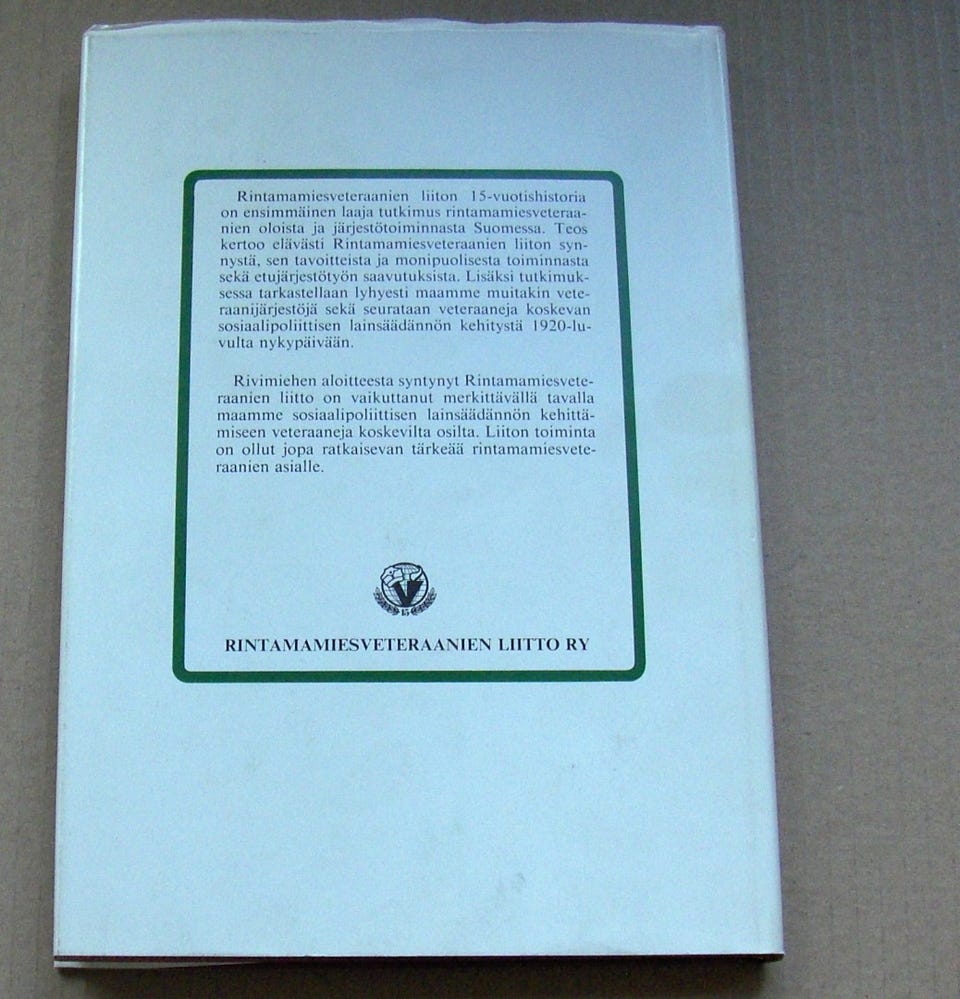 Rintamamiesveteraanien liiton 15-vuotishistoria
on ensimmäinen laaja tutkimus rintamamiesveteraa-
nien oloista ja järjestötoiminnasta Suomessa. Teos
kertoo elävästi Rintamamiesveteraanien liiton syn-
nystä, sen tavoitteista ja monipuolisesta toiminnasta
sekä etujärjestötyön saavutuksista. Lisäksi tutkimuk-
sessa tarkastellaan lyhyesti maamme muitakin vete-
raanijärjestöjä sekä seurataan veteraaneja koskevan
sosiaalipoliittisen lainsäädännön kehitystä 1920-lu-
vulta nykypäivään.
Rivimiehen aloitteesta syntynyt Rintamamiesvete-
raanien liitto on vaikuttanut merkittävällä tavalla
maamme sosiaalipoliittisen lainsäädännön kehittä-
miseen veteraaneja koskevilta osilta. Liiton toiminta
on ollut jopa ratkaisevan tärkeää rintamamiesvete-
raanien asialle.
V
15
RINTAMAMIESVETERAANIEN LIITTO RY